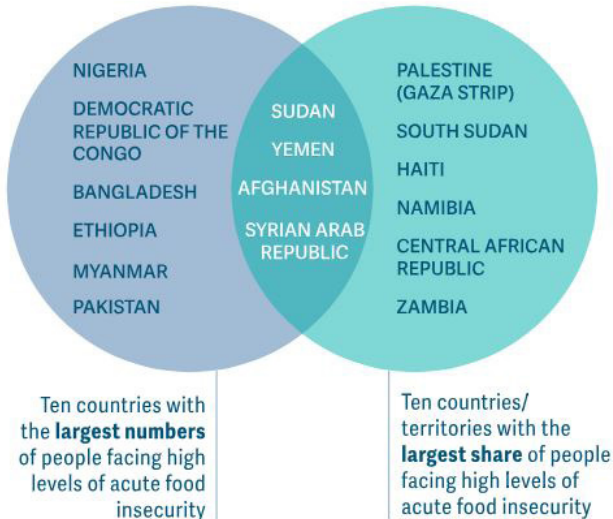 NIGERIA
DEMOCRATIC
REPUBLIC OF THE
CONGO
BANGLADESH
ETHIOPIA
MYANMAR
PAKISTAN
SUDAN
YEMEN
AFGHANISTAN
SYRIAN ARAB
REPUBLIC
PALESTINE
(GAZA STRIP)
SOUTH SUDAN
HAITI
NAMIBIA
CENTRAL AFRICAN
REPUBLIC
ZAMBIA
Ten countries with
the largest numbers
of people facing high
levels of acute food
insecurity
Ten countries/
territories with the
largest share of people
facing high levels of
acute food insecurity